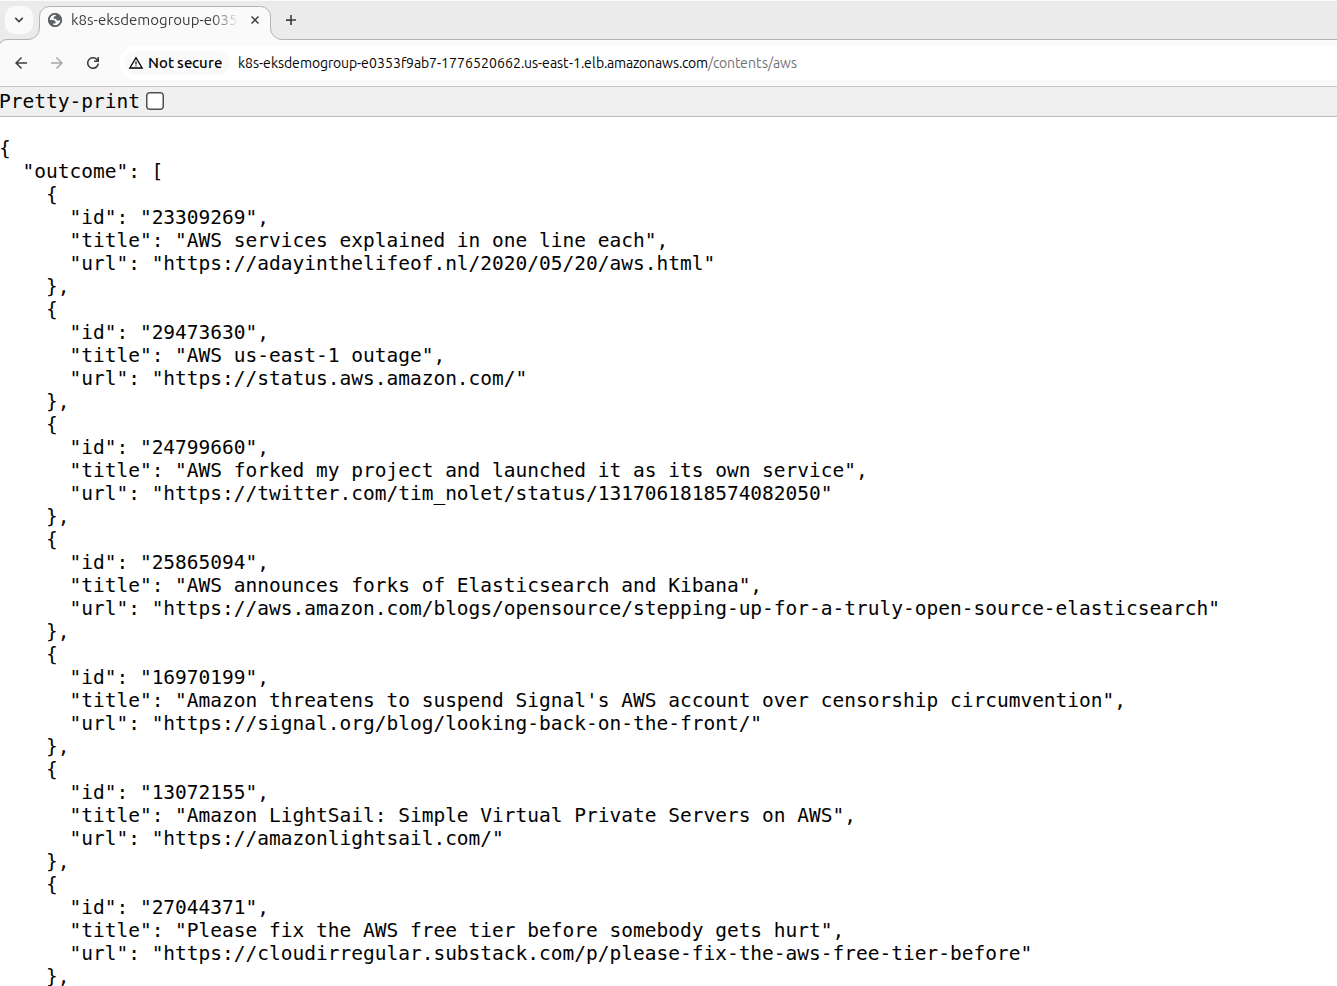 k8s-eksdemogroup-e035
Not secure k8s-eksdemogroup-e0353f9ab7-1776520662.us-east-1.elb.amazonaws.com/contents/aws
Pretty-print
{
  "outcome": [
    {
      "id": "23309269",
      "title": "AWS services explained in one line each",
      "url": "https://adayinthelifeof.nl/2020/05/20/aws.html"
    },
    {
      "id": "29473630",
      "title": "AWS us-east-1 outage",
      "url": "https://status.aws.amazon.com/"
    },
    {
      "id": "24799660",
      "title": "AWS forked my project and launched it as its own service",
      "url": "https://twitter.com/tim_nolet/status/1317061818574082050"
    },
    {
      "id": "25865094",
      "title": "AWS announces forks of Elasticsearch and Kibana",
      "url": "https://aws.amazon.com/blogs/opensource/stepping-up-for-a-truly-open-source-elasticsearch"
    },
    {
      "id": "16970199",
      "title": "Amazon threatens to suspend Signal's AWS account over censorship circumvention",
      "url": "https://signal.org/blog/looking-back-on-the-front/"
    },
    {
      "id": "13072155",
      "title": "Amazon LightSail: Simple Virtual Private Servers on AWS",
      "url": "https://amazonlightsail.com/"
    },
    {
      "id": "27044371",
      "title": "Please fix the AWS free tier before somebody gets hurt",
      "url": "https://cloudirregular.substack.com/p/please-fix-the-aws-free-tier-before"
    },